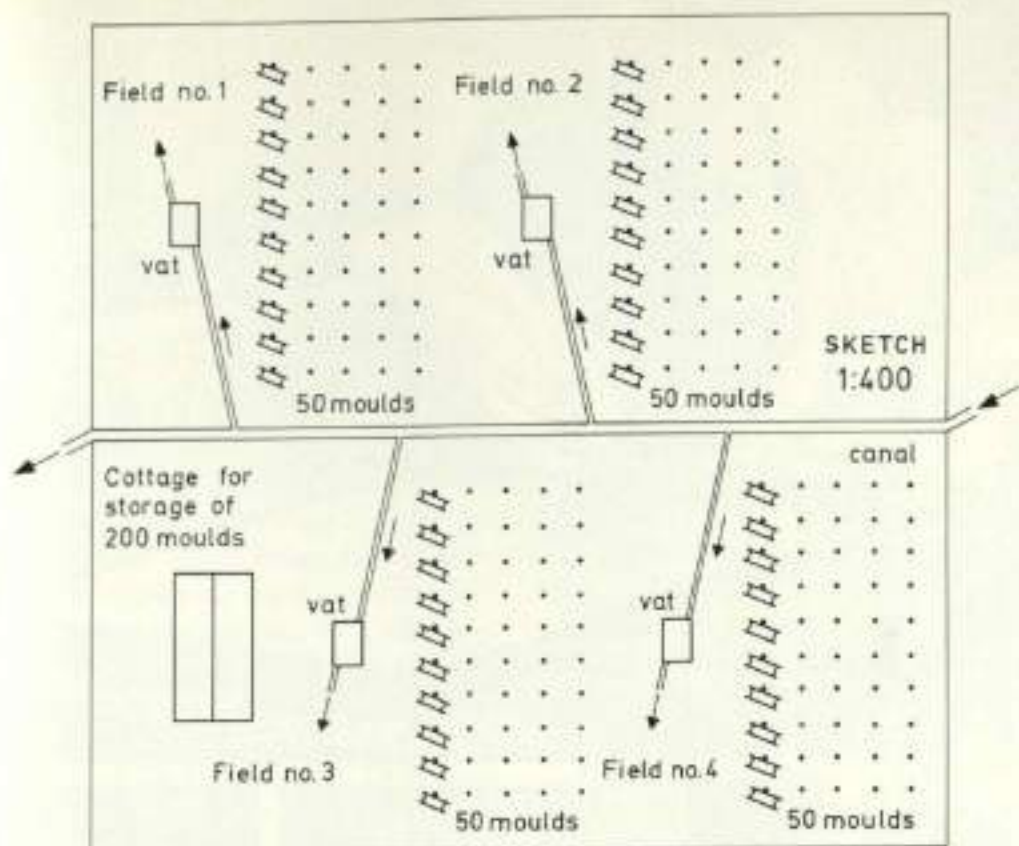 Field no. 1
Field no. 2
vat
vat
SKETCH
1:400
50 moulds
50 moulds
canal
Cottage for
storage of
200 moulds
vat
vat
Field no. 3
Field no. 4
50 moulds
50 moulds